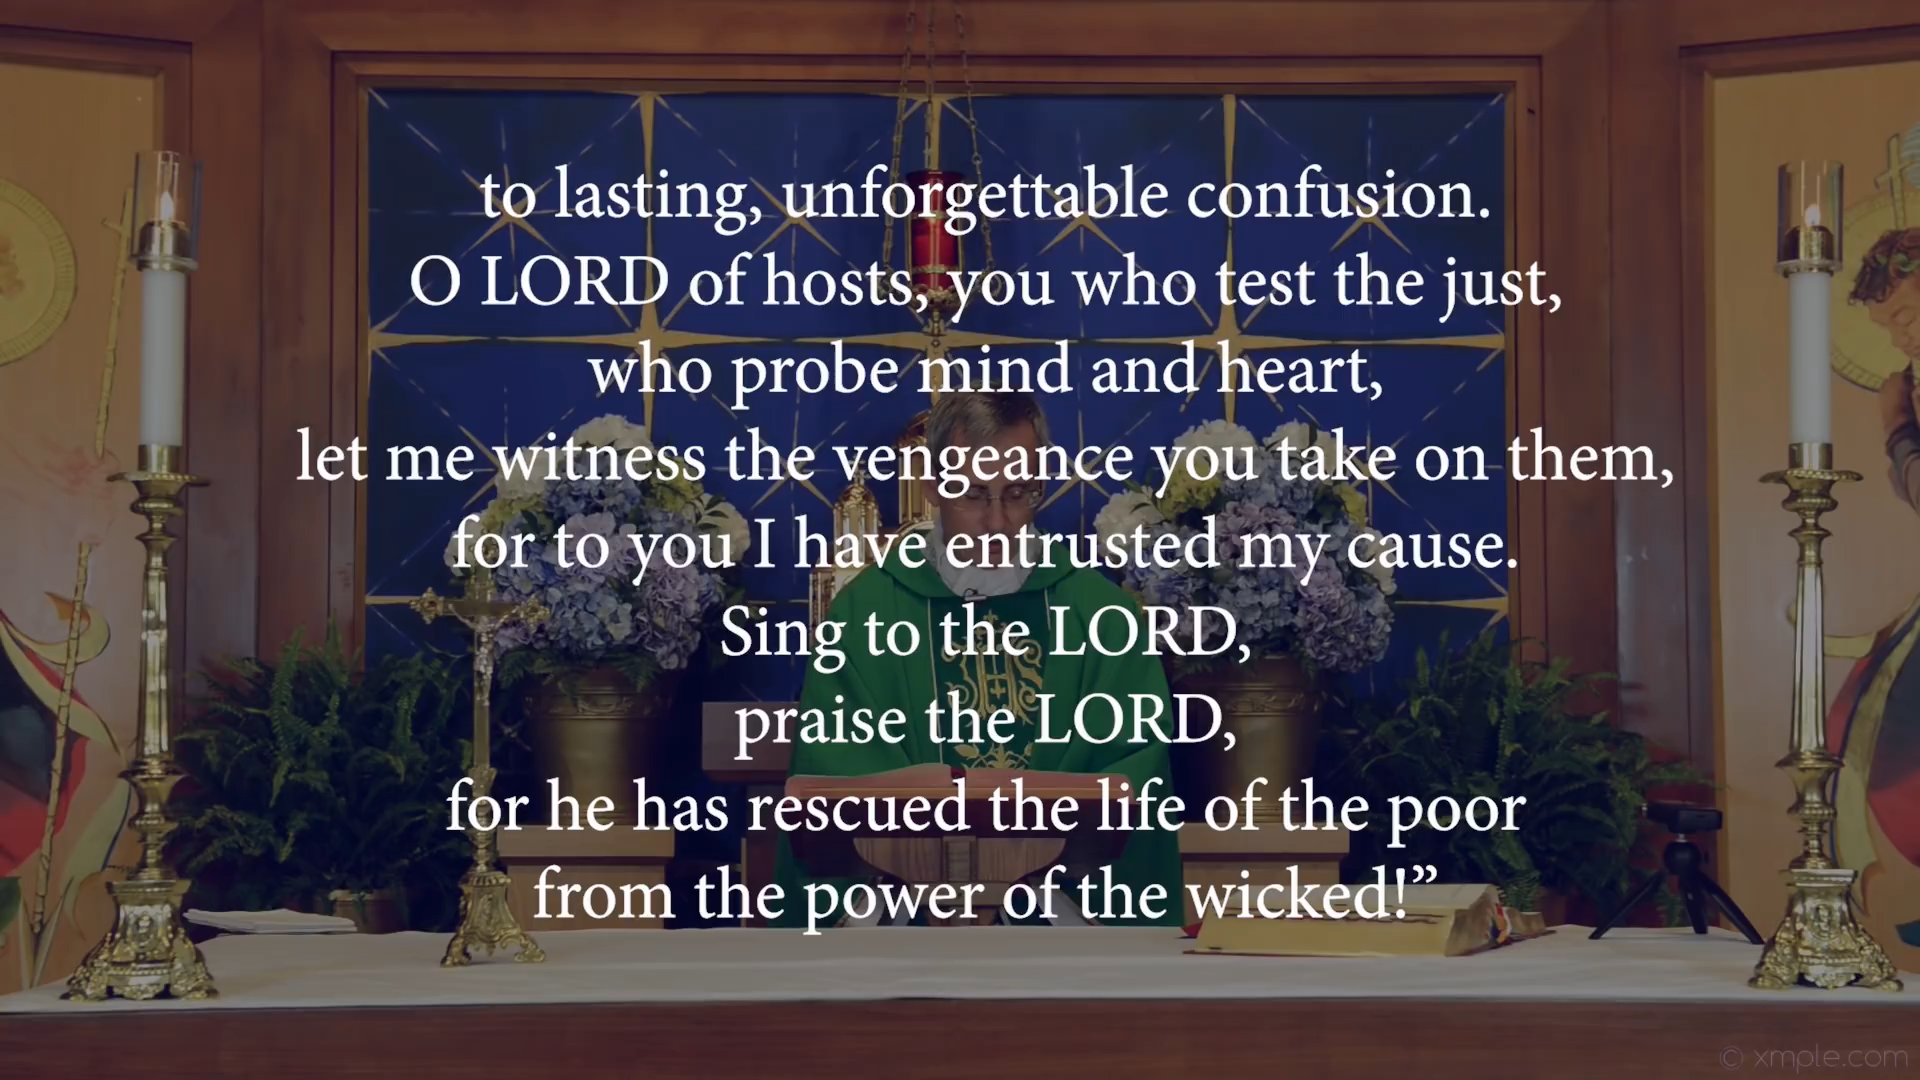 to lasting, unforgettable confusion.
O LORD of hosts, you who test the just,
who probe mind and heart,
let me witness the vengeance you take on them,
for to you I have entrusted my cause.
Sing to the LORD,
praise the LORD,
for he has rescued the life of the poor
from the power of the wicked!”
© xmple.com